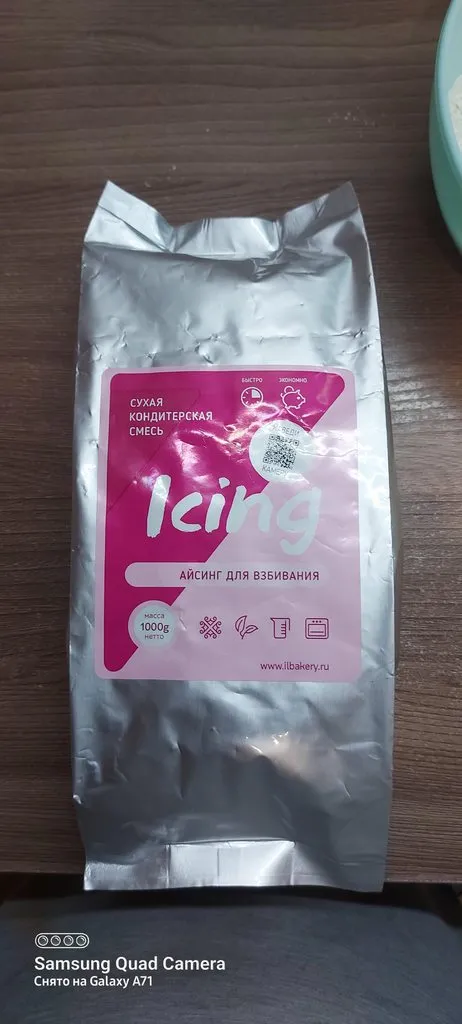 БЫСТРО
ЭКОНОМНО
СУХАЯ
КОНДИТЕРСКАЯ
СМЕСЬ
Icing
АЙСИНГ ДЛЯ ВЗБИВАНИЯ
масса
1000g
нетто
www.ilbakery.ru
Samsung Quad Camera
Снято на Galaxy A71